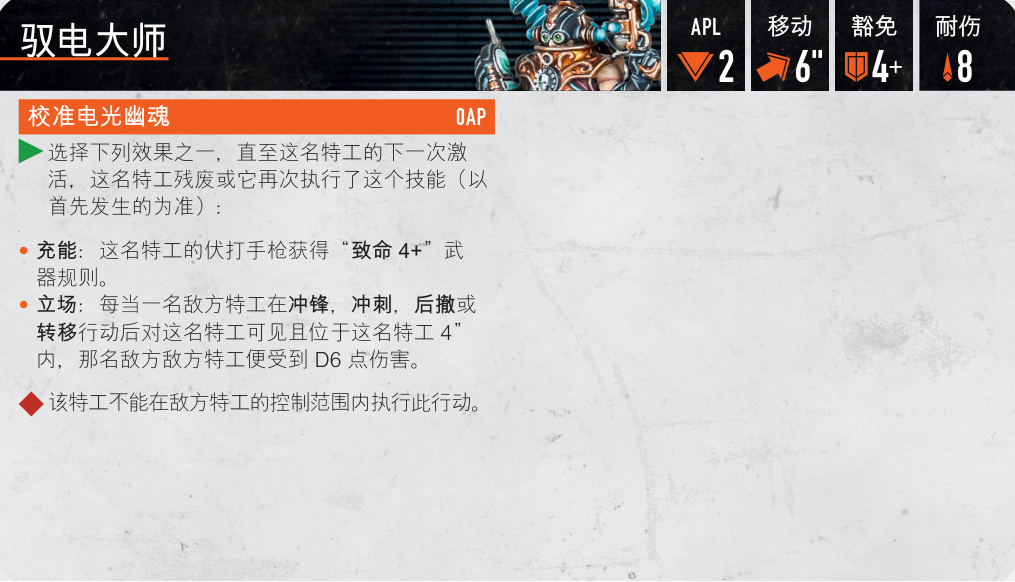 驭电大师
APL 移动 豁免 耐伤
2 6" 4+ 8
校准电光幽魂 0AP
选择下列效果之一，直至这名特工的下一次激
活，这名特工残废或它再次执行了这个技能（以
首先发生的为准）：
• 充能：这名特工的伏打手枪获得“致命 4+”武
器规则。
• 立场：每当一名敌方特工在冲锋，冲刺，后撤或
转移行动后对这名特工可见且位于这名特工 4”
内，那名敌方敌方特工便受到 D6 点伤害。
该特工不能在敌方特工的控制范围内执行此行动。